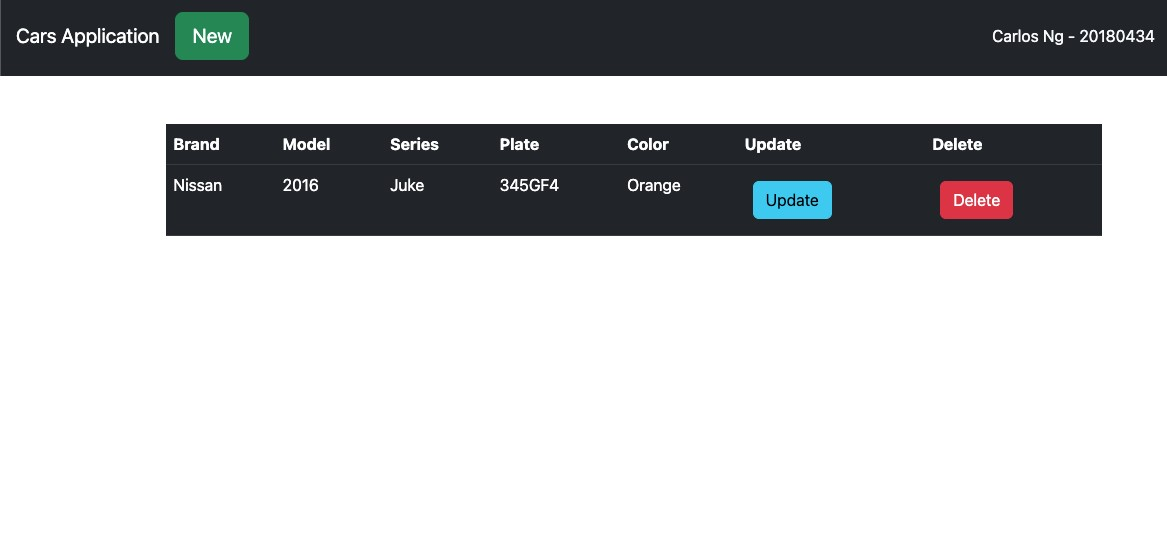 Cars Application New Carlos Ng - 20180434
Brand Model Series Plate Color Update Delete
Nissan 2016 Juke 345GF4 Orange Update Delete